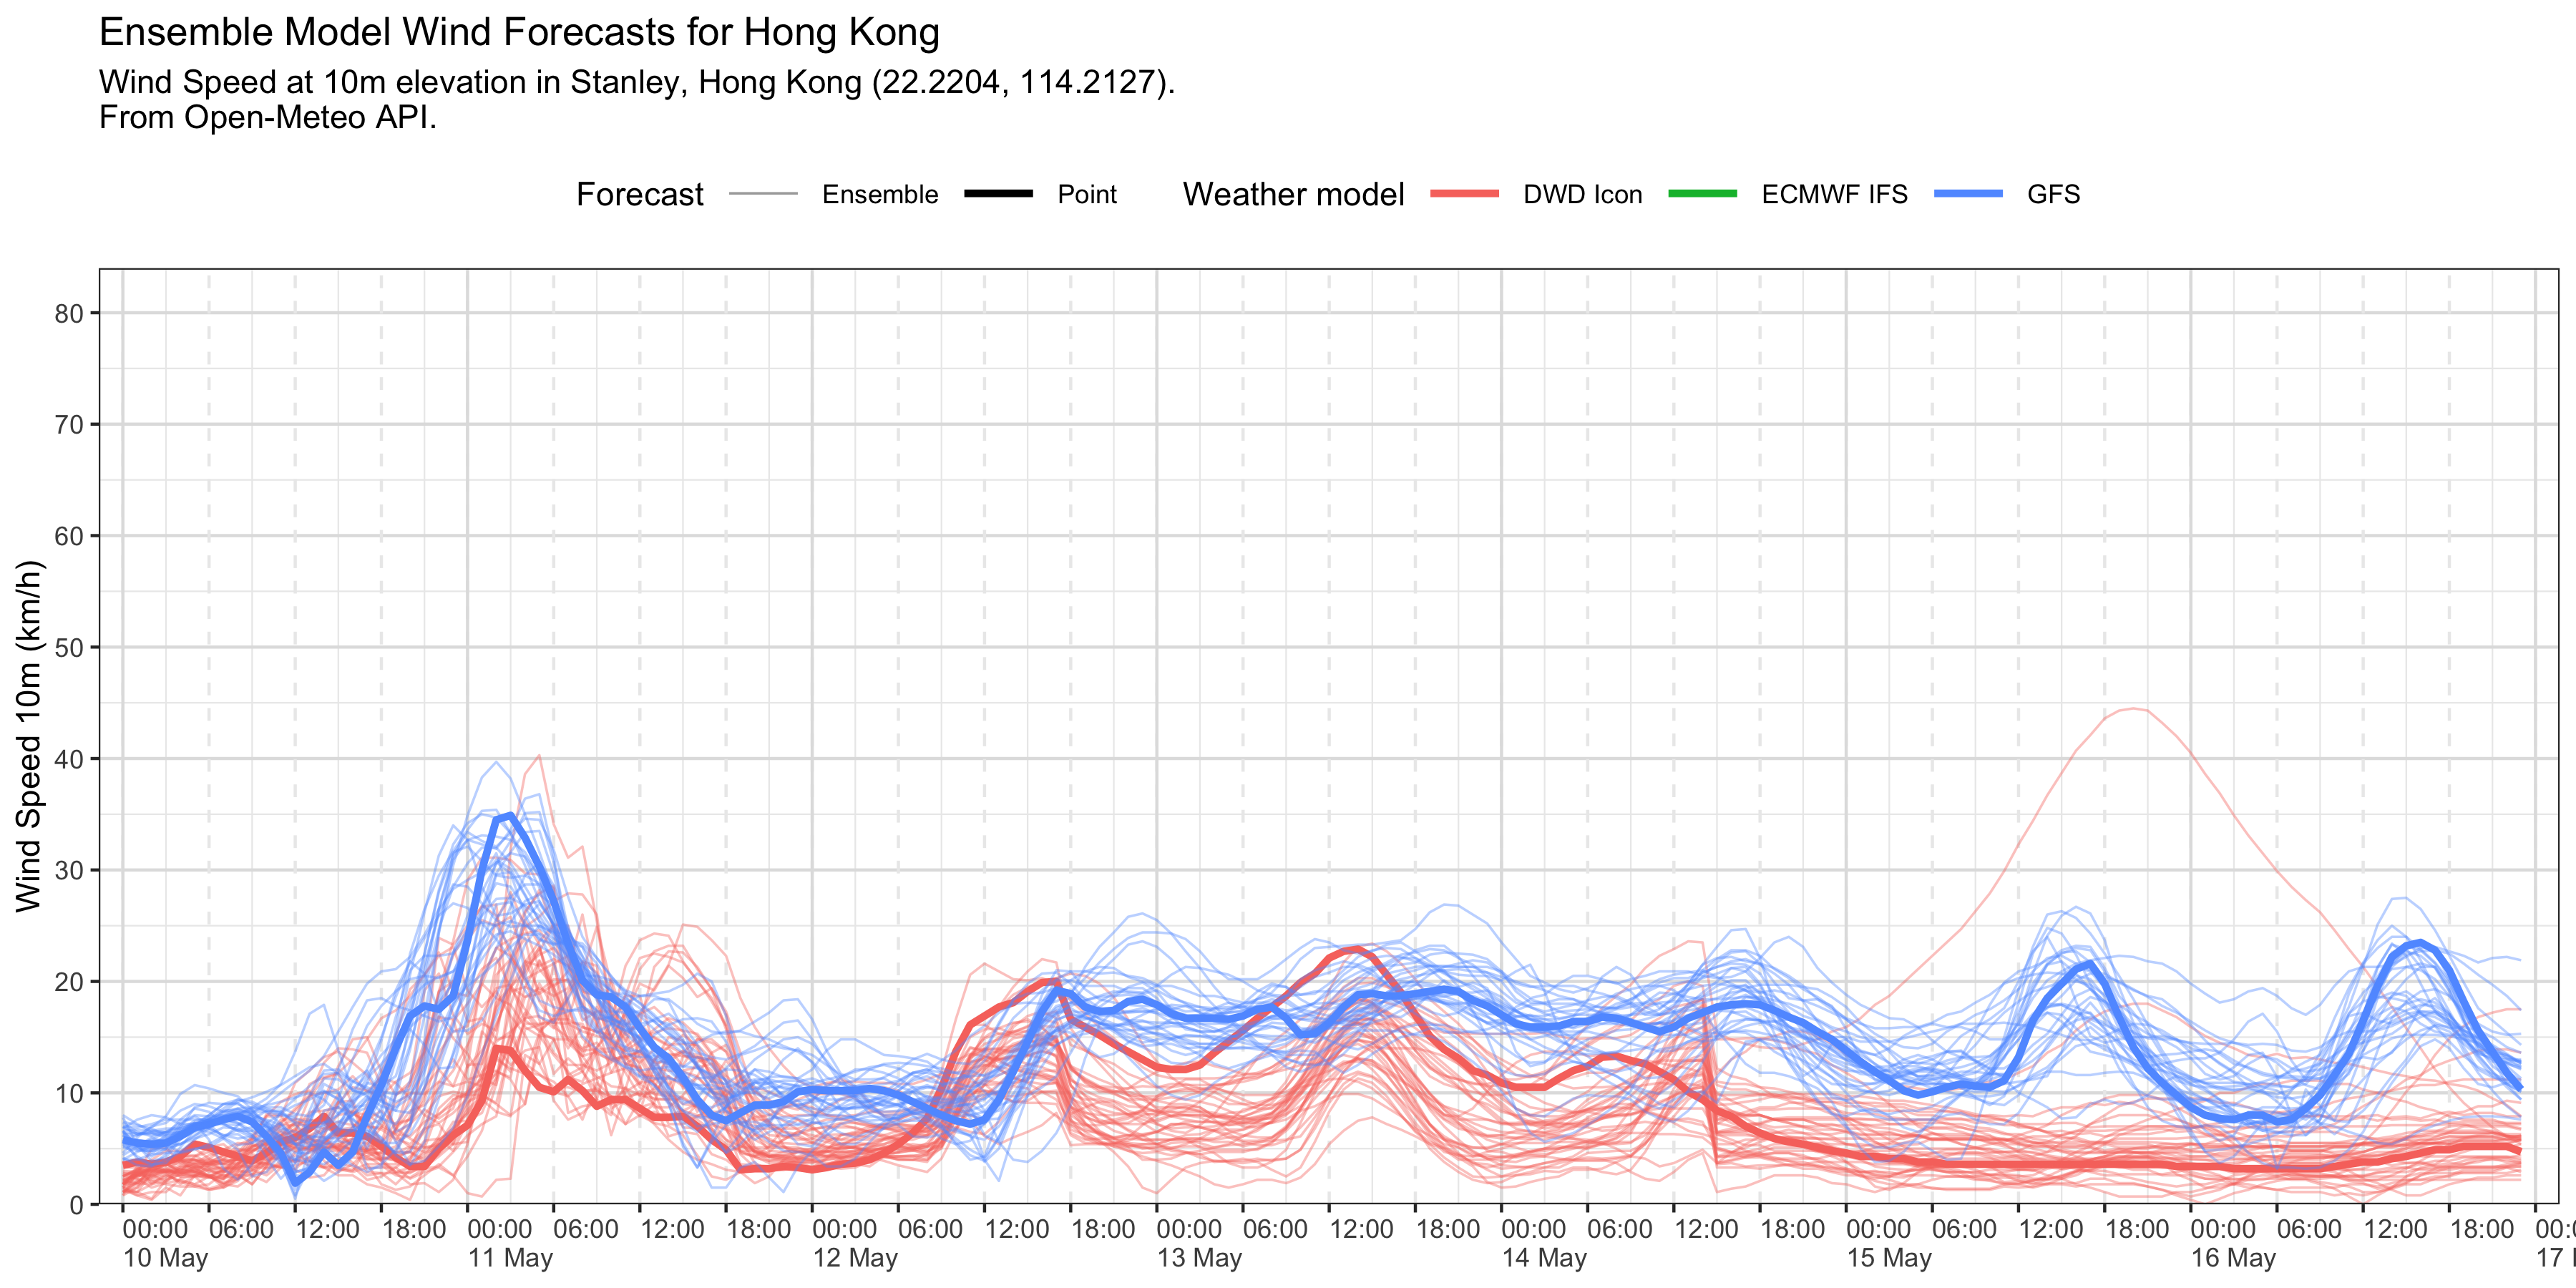 Ensemble Model Wind Forecasts for Hong Kong
Wind Speed at 10m elevation in Stanley, Hong Kong (22.2204, 114.2127).
From Open-Meteo API.
Forecast Ensemble Point Weather model DWD Icon ECMWF IFS GFS
Wind Speed 10m (km/h)
80
70
60
50
40
30
20
10
0
00:00 06:00 12:00 18:00 00:00 06:00 12:00 18:00 00:00 06:00 12:00 18:00 00:00 06:00 12:00 18:00 00:00 06:00 12:00 18:00 00:00 06:00 12:00 18:00 00:00 06:00 12:00 18:00
10 May 11 May 12 May 13 May 14 May 15 May 16 May 17